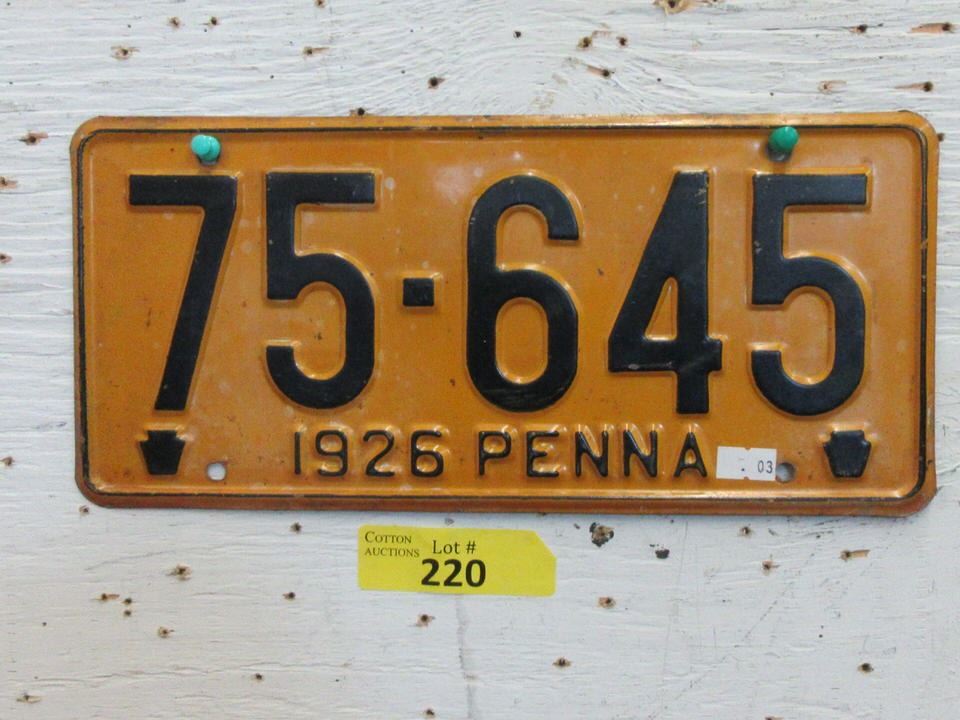 75·645
1926 PENNA
. 03
COTTON
AUCTIONS Lot #
220